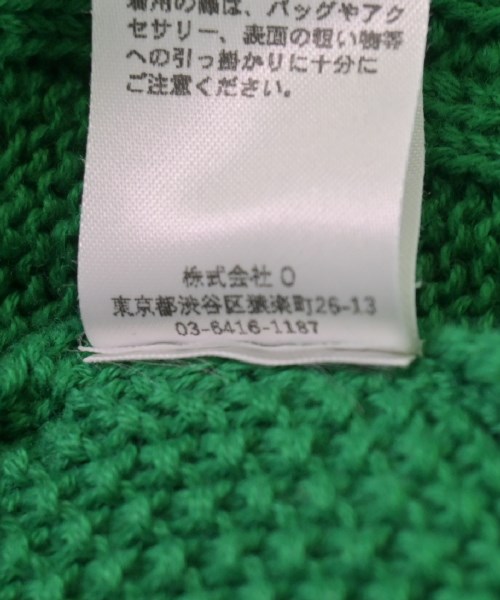 着用の際は、バッグやアク
セサリー、表面の粗い物等
への引っ掛かりに十分に
ご注意ください。
株式会社 O
東京都渋谷区猿楽町26-13
03-6416-1187